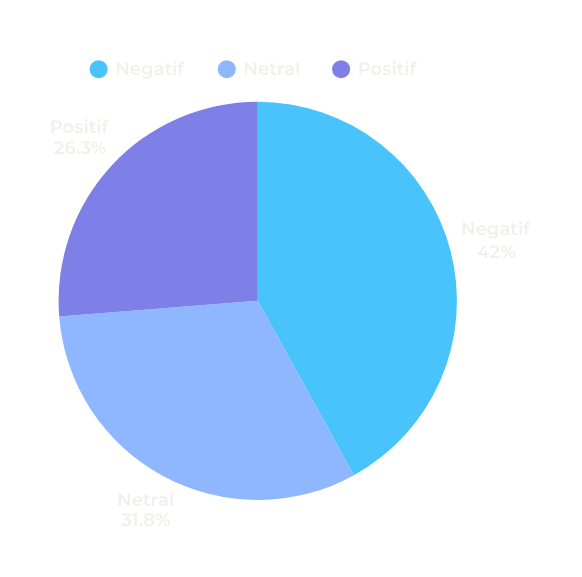 Negatif Netral Positif
Positif
26.3%
Negatif
42%
Netral
31.8%